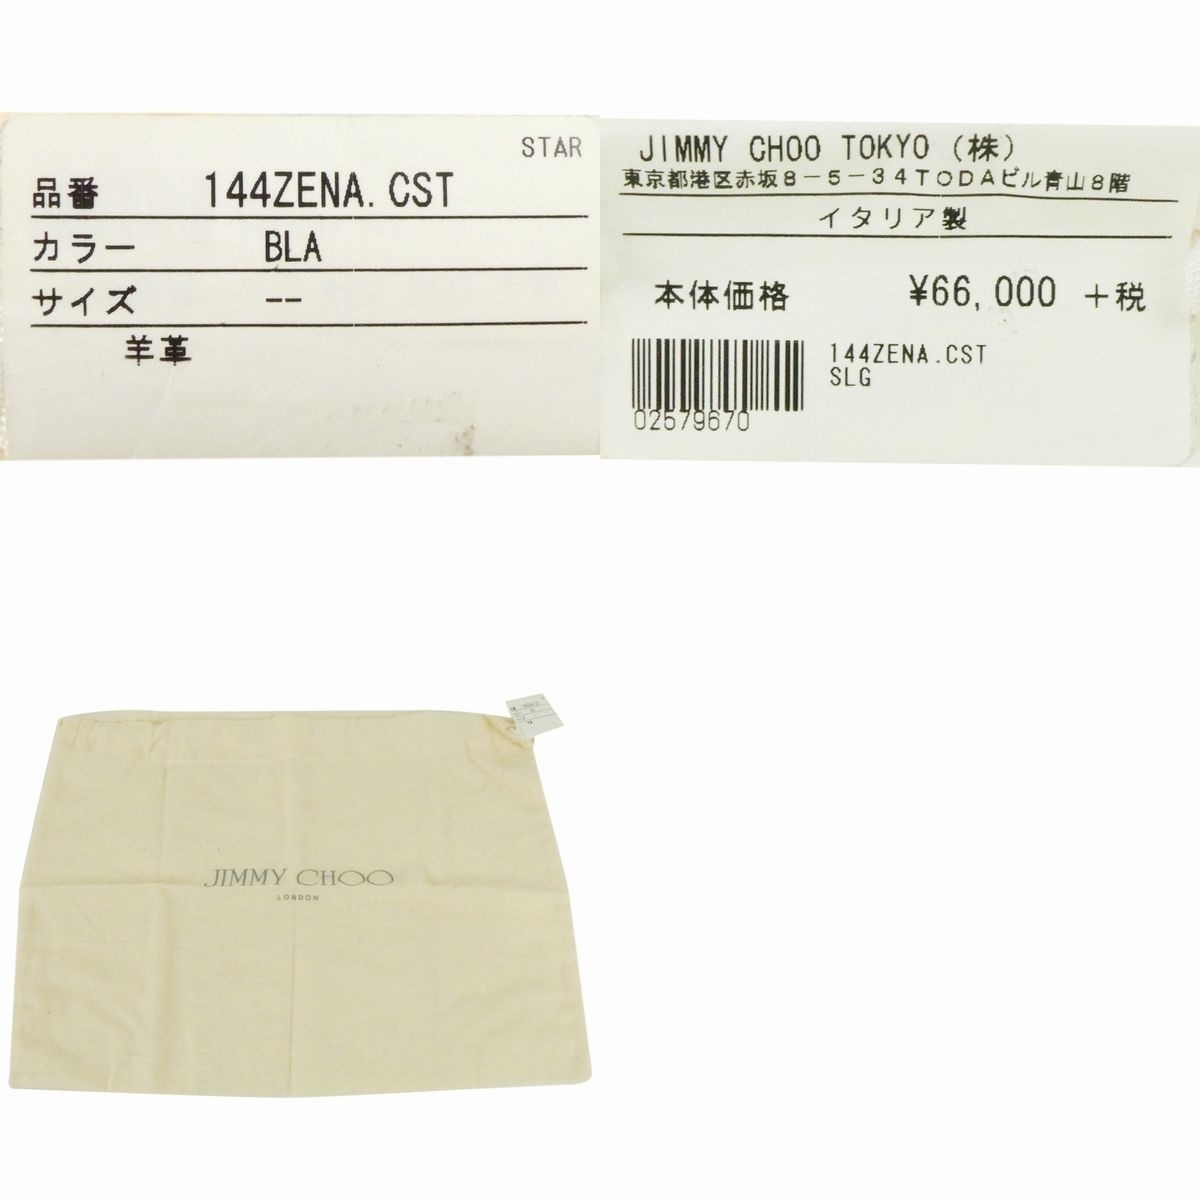 STAR
品番 144ZENA.CST
カラー BLA
サイズ --
羊革
JIMMY CHOO TOKYO (株)
東京都港区赤坂8-5-34TODAビル青山8階
イタリア製
本体価格 ¥66,000 +税
144ZENA.CST
SLG
02579670
JIMMY CHOO
LONDON